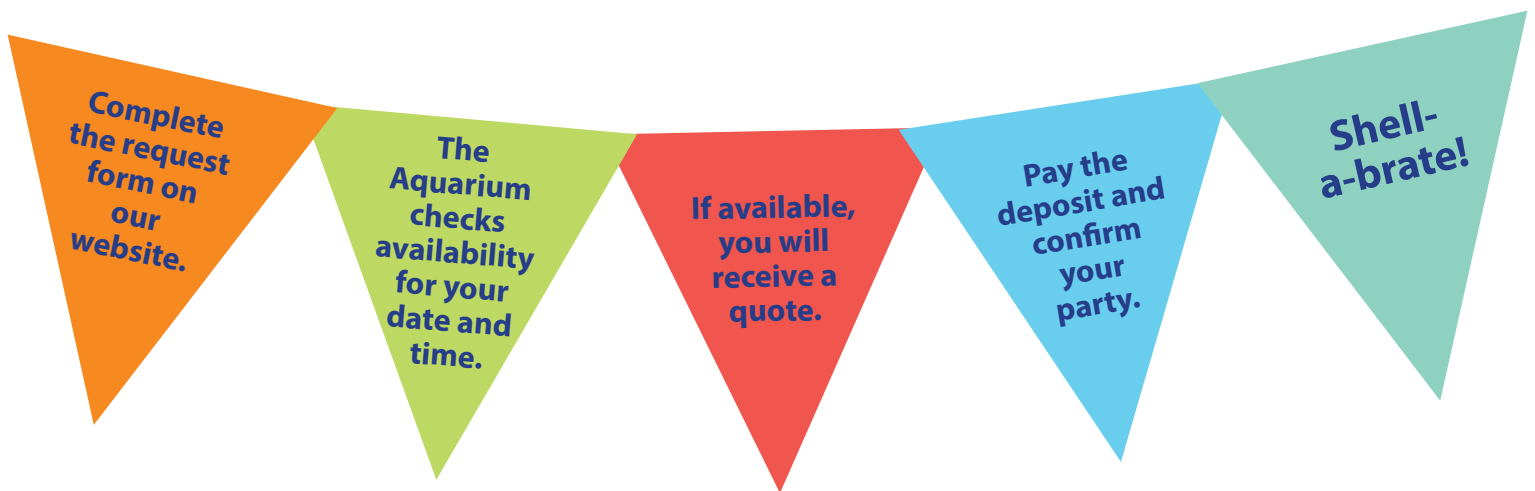 Complete
the request
form on
our
website.
The
Aquarium
checks
availability
for your
date and
time.
If available,
you will
receive a
quote.
Pay the
deposit and
confirm
your
party.
Shell-
a-brate!